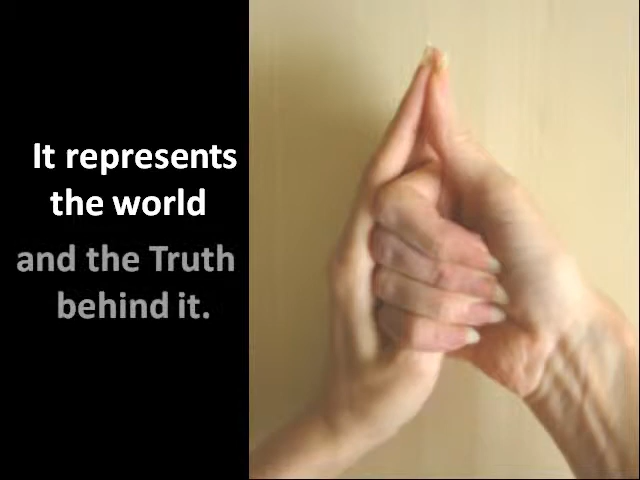 It represents
the world
and the Truth
behind it.